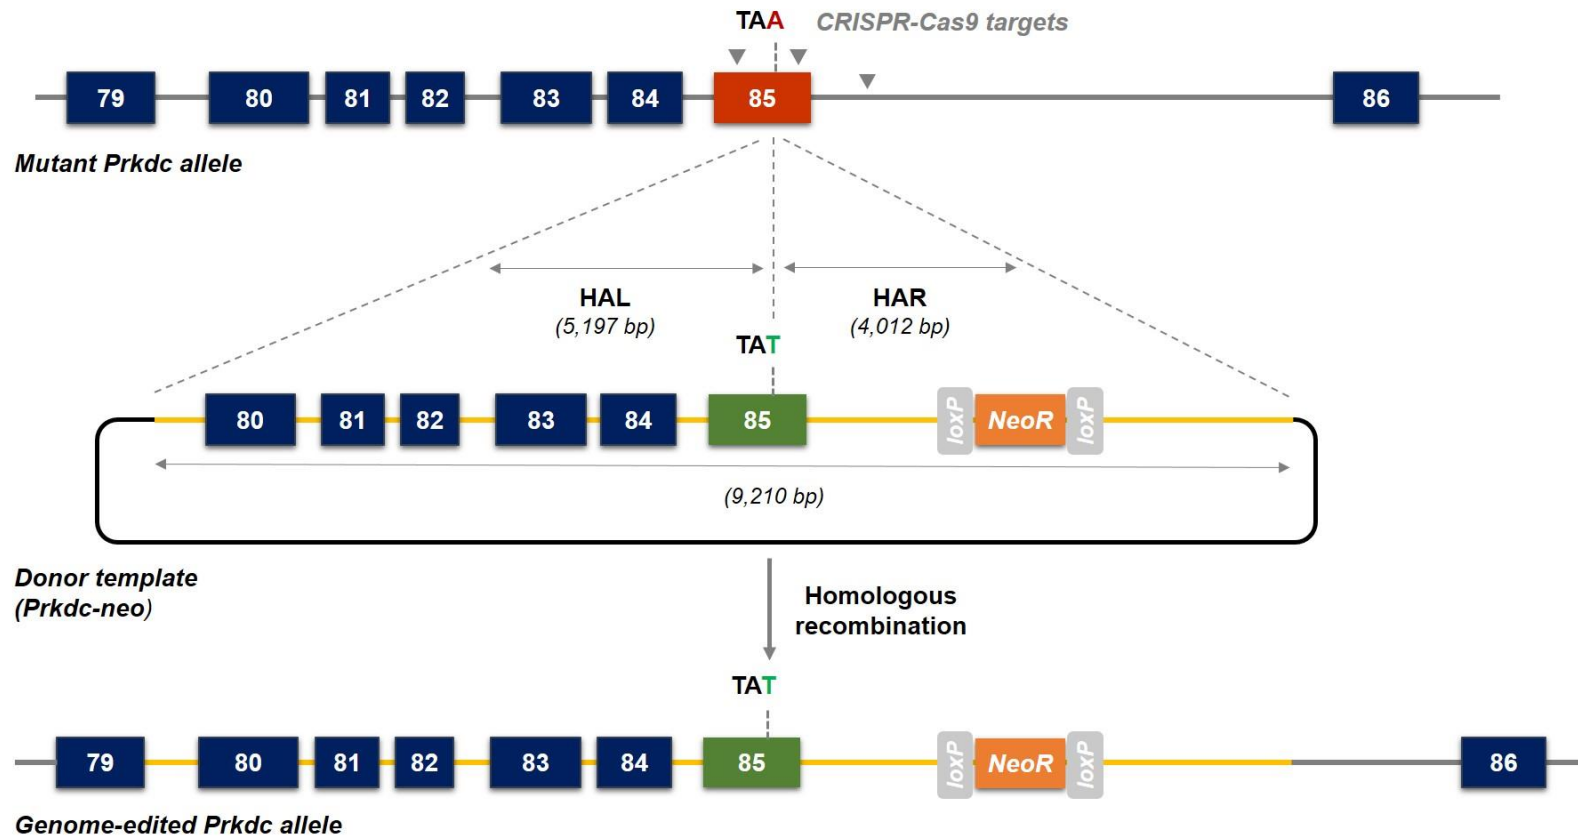 TAA CRISPR-Cas9 targets
79 80 81 82 83 84 85 86
Mutant Prkdc allele
HAL HAR
(5,197 bp) (4,012 bp)
TAT
80 81 82 83 84 85 loxP NeoR loxP
(9,210 bp)
Donor template
(Prkdc-neo)
Homologous
recombination
TAT
79 80 81 82 83 84 85 loxP NeoR loxP 86
Genome-edited Prkdc allele